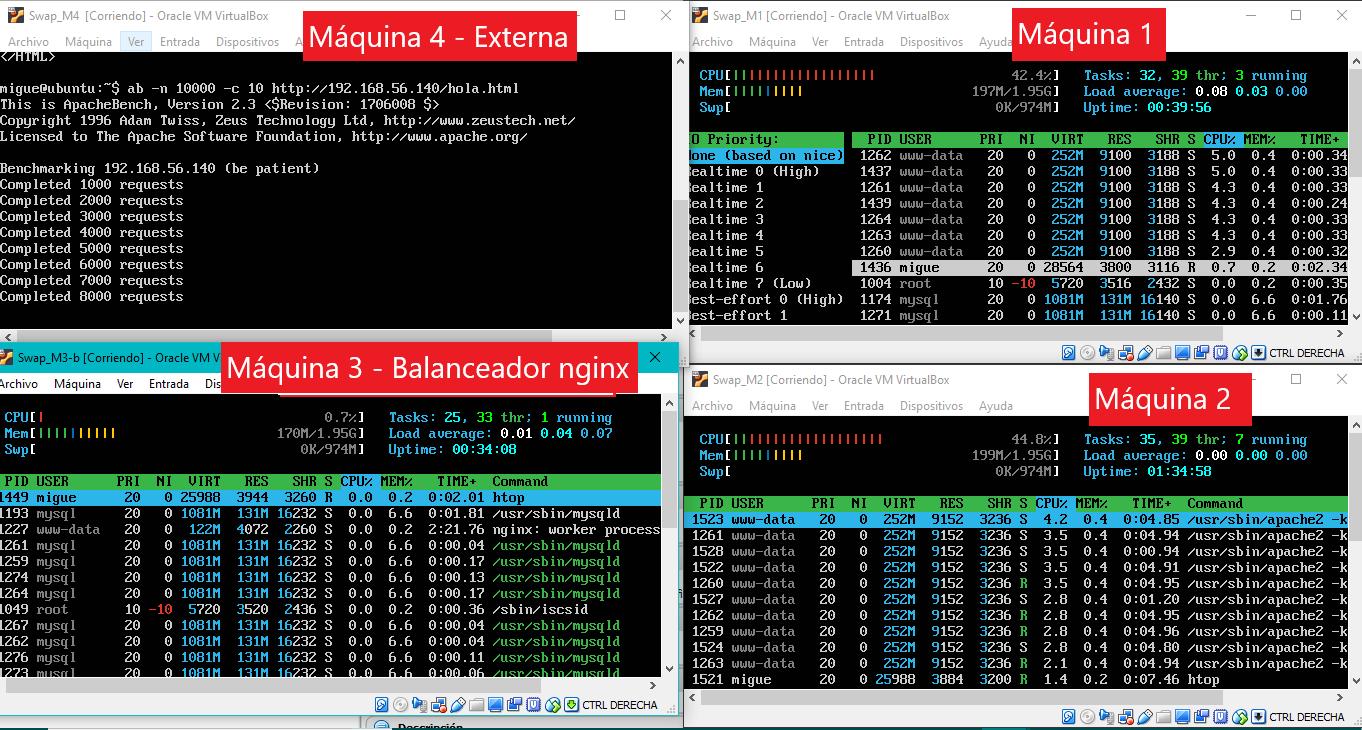 Swap_M4 [Corriendo] - Oracle VM VirtualBox
Archivo Máquina Ver Entrada Dispositivos
Máquina 4 - Externa
</HTML>
migue@ubuntu:~$ ab -n 10000 -c 10 http://192.168.56.140/hola.html
This is ApacheBench, Version 2.3 <$Revision: 1706008 $>
Copyright 1996 Adam Twiss, Zeus Technology Ltd, http://www.zeustech.net/
Licensed to The Apache Software Foundation, http://www.apache.org/
Benchmarking 192.168.56.140 (be patient)
Completed 1000 requests
Completed 2000 requests
Completed 3000 requests
Completed 4000 requests
Completed 5000 requests
Completed 6000 requests
Completed 7000 requests
Completed 8000 requests
Swap_M1 [Corriendo] - Oracle VM VirtualBox
Archivo Máquina Ver Entrada Dispositivos Ayuda
Máquina 1
CPU[||||||||||||||||||| 42.4%] Tasks: 32, 39 thr; 3 running
Mem[|||||||||| 197M/1.95G] Load average: 0.08 0.03 0.00
Swp[ 0K/974M] Uptime: 00:39:56
IO Priority: PID USER PRI NI VIRT RES SHR S CPU% MEM% TIME+
None (based on nice) 1262 www-data 20 0 252M 9100 3188 S 5.0 0.4 0:00.34
Realtime 0 (High) 1437 www-data 20 0 252M 9100 3188 S 5.0 0.4 0:00.33
Realtime 1 1261 www-data 20 0 252M 9100 3188 S 4.3 0.4 0:00.33
Realtime 2 1439 www-data 20 0 252M 9100 3188 S 4.3 0.4 0:00.24
Realtime 3 1264 www-data 20 0 252M 9100 3188 S 4.3 0.4 0:00.33
Realtime 4 1263 www-data 20 0 252M 9100 3188 S 4.3 0.4 0:00.33
Realtime 5 1260 www-data 20 0 252M 9100 3188 S 2.9 0.4 0:00.32
Realtime 6 1436 migue 20 0 28564 3800 3116 R 0.7 0.2 0:02.34
Realtime 7 (Low) 1004 root 10 -10 5720 3516 2432 S 0.0 0.2 0:00.35
Best-effort 0 (High) 1174 mysql 20 0 1081M 131M 16140 S 0.0 6.6 0:01.76
Best-effort 1 1271 mysql 20 0 1081M 131M 16140 S 0.0 6.6 0:00.11
CTRL DERECHA
Swap_M3-b [Corriendo] - Oracle VM Vi
Archivo Máquina Ver Entrada Dis
Máquina 3 - Balanceador nginx
CPU[| 0.7%] Tasks: 25, 33 thr; 1 running
Mem[|||||||||| 170M/1.95G] Load average: 0.01 0.04 0.07
Swp[ 0K/974M] Uptime: 00:34:08
PID USER PRI NI VIRT RES SHR S CPU% MEM% TIME+ Command
1449 migue 20 0 25988 3944 3260 R 0.0 0.2 0:02.01 htop
1193 mysql 20 0 1081M 131M 16232 S 0.0 6.6 0:01.81 /usr/sbin/mysqld
1227 www-data 20 0 122M 4072 2260 S 0.0 0.2 2:21.76 nginx: worker process
1261 mysql 20 0 1081M 131M 16232 S 0.0 6.6 0:00.04 /usr/sbin/mysqld
1259 mysql 20 0 1081M 131M 16232 S 0.0 6.6 0:00.17 /usr/sbin/mysqld
1274 mysql 20 0 1081M 131M 16232 S 0.0 6.6 0:00.13 /usr/sbin/mysqld
1264 mysql 20 0 1081M 131M 16232 S 0.0 6.6 0:00.17 /usr/sbin/mysqld
1049 root 10 -10 5720 3520 2436 S 0.0 0.2 0:00.36 /sbin/iscsid
1267 mysql 20 0 1081M 131M 16232 S 0.0 6.6 0:00.04 /usr/sbin/mysqld
1266 mysql 20 0 1081M 131M 16232 S 0.0 6.6 0:00.04 /usr/sbin/mysqld
1262 mysql 20 0 1081M 131M 16232 S 0.0 6.6 0:00.04 /usr/sbin/mysqld
1276 mysql 20 0 1081M 131M 16232 S 0.0 6.6 0:00.11 /usr/sbin/mysqld
1273 mysql 20 0 1081M 131M 16232 S 0.0 6.6 0:00.06 /usr/sbin/mysqld
CTRL DERECHA
Descripción
Swap_M2 [Corriendo] - Oracle VM VirtualBox
Archivo Máquina Ver Entrada Dispositivos Ayuda
Máquina 2
CPU[|||||||||||||||||||| 44.8%] Tasks: 35, 39 thr; 7 running
Mem[|||||||||| 199M/1.95G] Load average: 0.00 0.00 0.00
Swp[ 0K/974M] Uptime: 01:34:58
PID USER PRI NI VIRT RES SHR S CPU% MEM% TIME+ Command
1523 www-data 20 0 252M 9152 3236 S 4.2 0.4 0:04.85 /usr/sbin/apache2 -k
1261 www-data 20 0 252M 9152 3236 S 3.5 0.4 0:04.94 /usr/sbin/apache2 -k
1528 www-data 20 0 252M 9152 3236 S 3.5 0.4 0:00.94 /usr/sbin/apache2 -k
1522 www-data 20 0 252M 9152 3236 S 3.5 0.4 0:04.91 /usr/sbin/apache2 -k
1260 www-data 20 0 252M 9152 3236 R 3.5 0.4 0:04.95 /usr/sbin/apache2 -k
1527 www-data 20 0 252M 9152 3236 S 2.8 0.4 0:01.20 /usr/sbin/apache2 -k
1262 www-data 20 0 252M 9152 3236 R 2.8 0.4 0:04.95 /usr/sbin/apache2 -k
1259 www-data 20 0 252M 9152 3236 R 2.8 0.4 0:04.96 /usr/sbin/apache2 -k
1524 www-data 20 0 252M 9152 3236 S 2.8 0.4 0:04.80 /usr/sbin/apache2 -k
1263 www-data 20 0 252M 9152 3236 R 2.1 0.4 0:04.94 /usr/sbin/apache2 -k
1521 migue 20 0 25988 3884 3200 R 1.4 0.2 0:07.46 htop
CTRL DERECHA